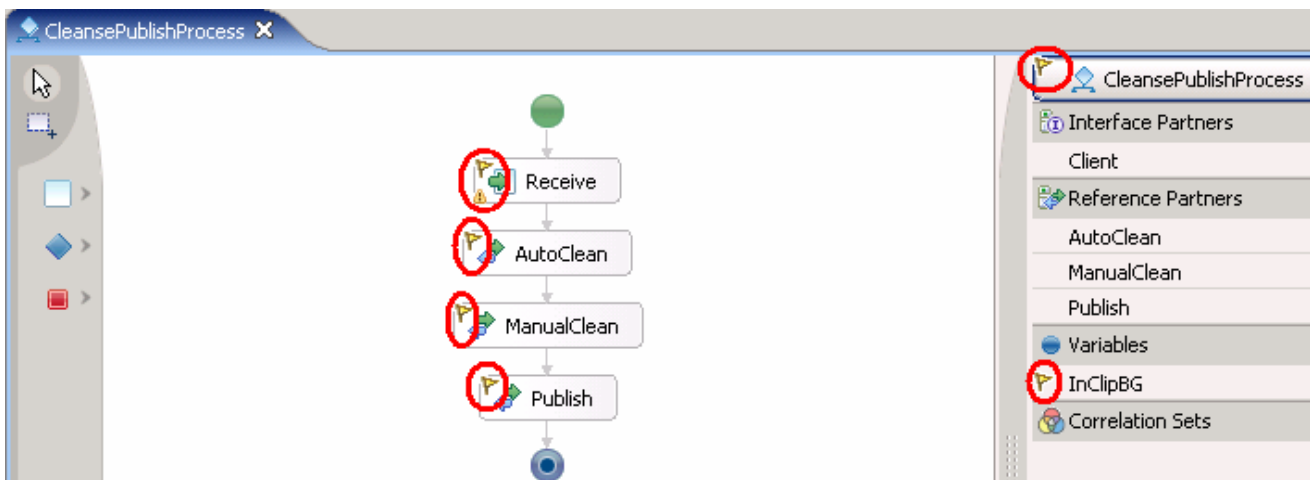 CleansePublishProcess
Receive
AutoClean
ManualClean
Publish
CleansePublishProcess
Interface Partners
Client
Reference Partners
AutoClean
ManualClean
Publish
Variables
InClipBG
Correlation Sets